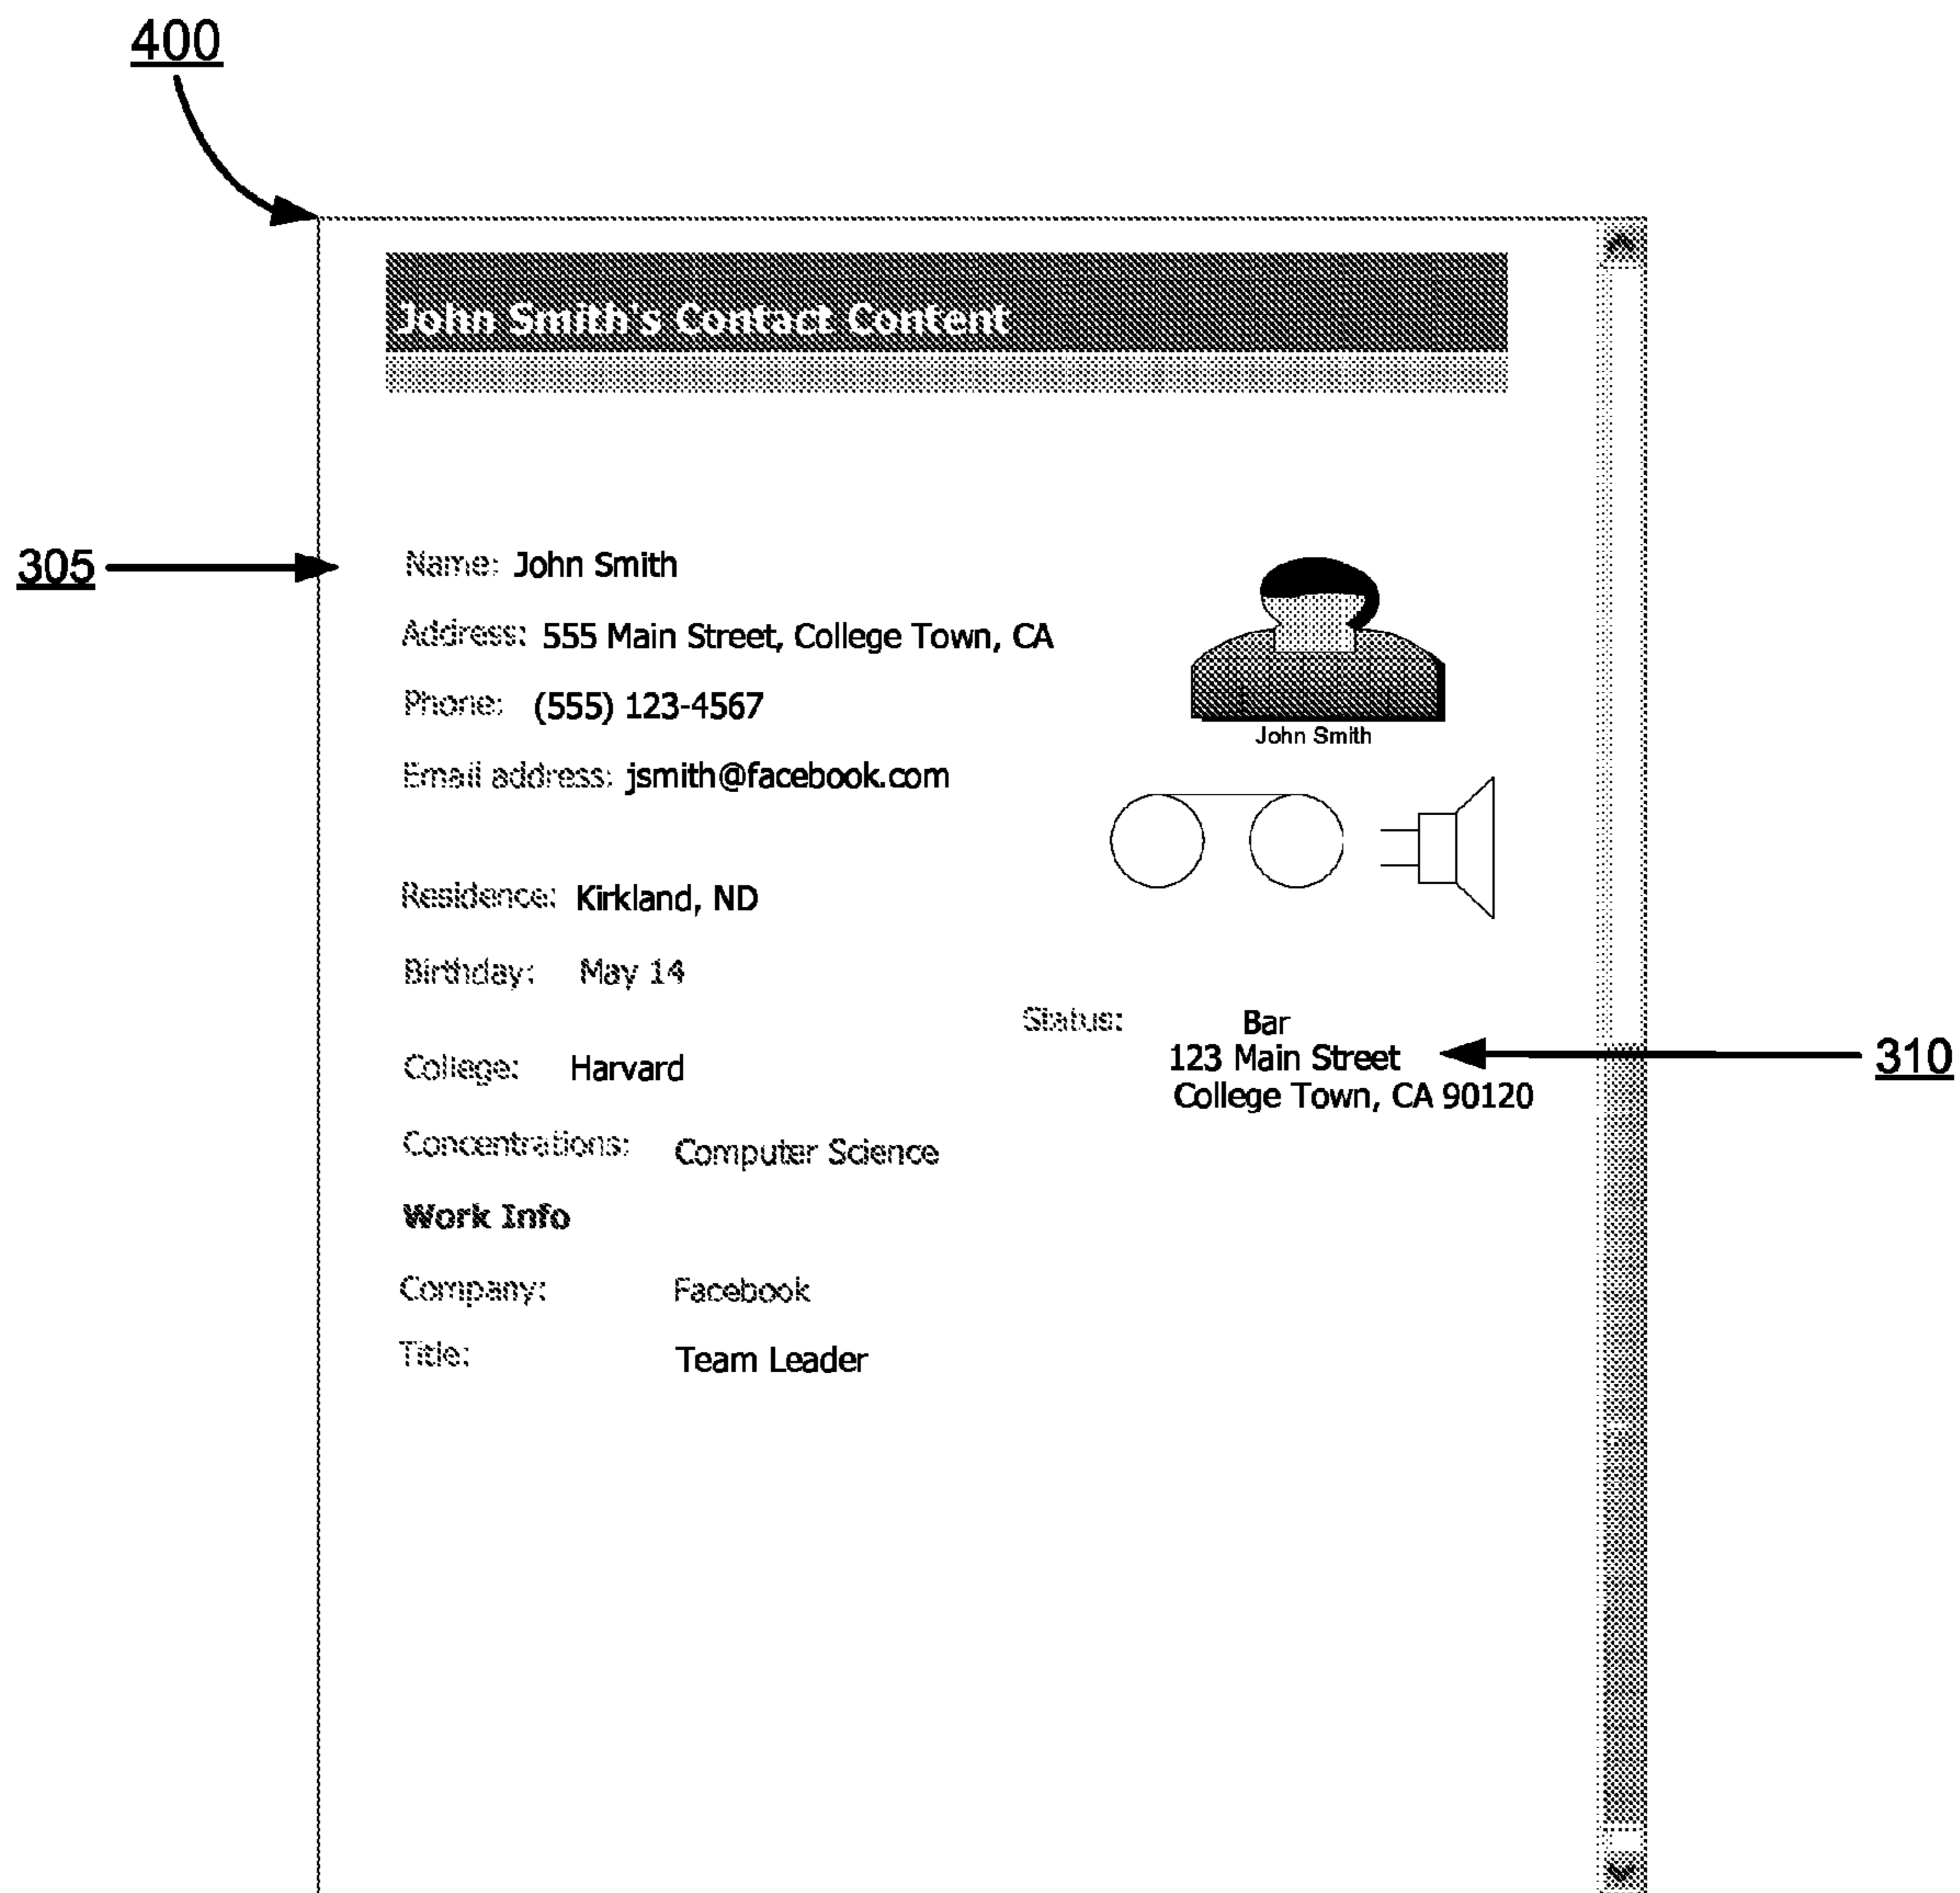 400
John Smith's Contact Content
305
Name: John Smith
Address: 555 Main Street, College Town, CA
Phone: (555) 123-4567
John Smith
Email address: jsmith@facebook.com
Residence: Kirkland, ND
Birthday: May 14
Status: Bar
123 Main Street
310
College Town, CA 90120
College: Harvard
Concentrations: Computer Science
Work Info
Company: Facebook
Title: Team Leader